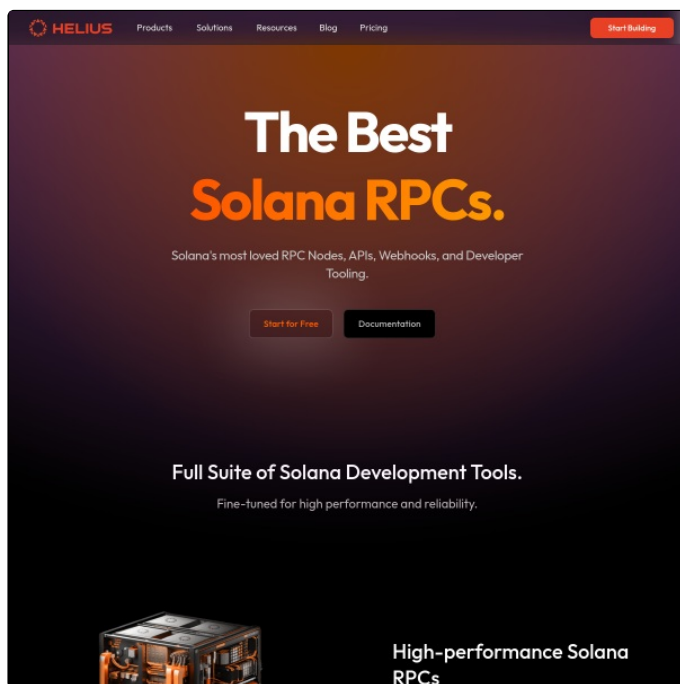 HELIUS
Products
Solutions
Resources
Blog
Pricing
Start Building
The Best
Solana RPCs.
Solana's most loved RPC Nodes, APIs, Webhooks, and Developer
Tooling.
Start for Free
Documentation
Full Suite of Solana Development Tools.
Fine-tuned for high performance and reliability.
High-performance Solana
RPCs